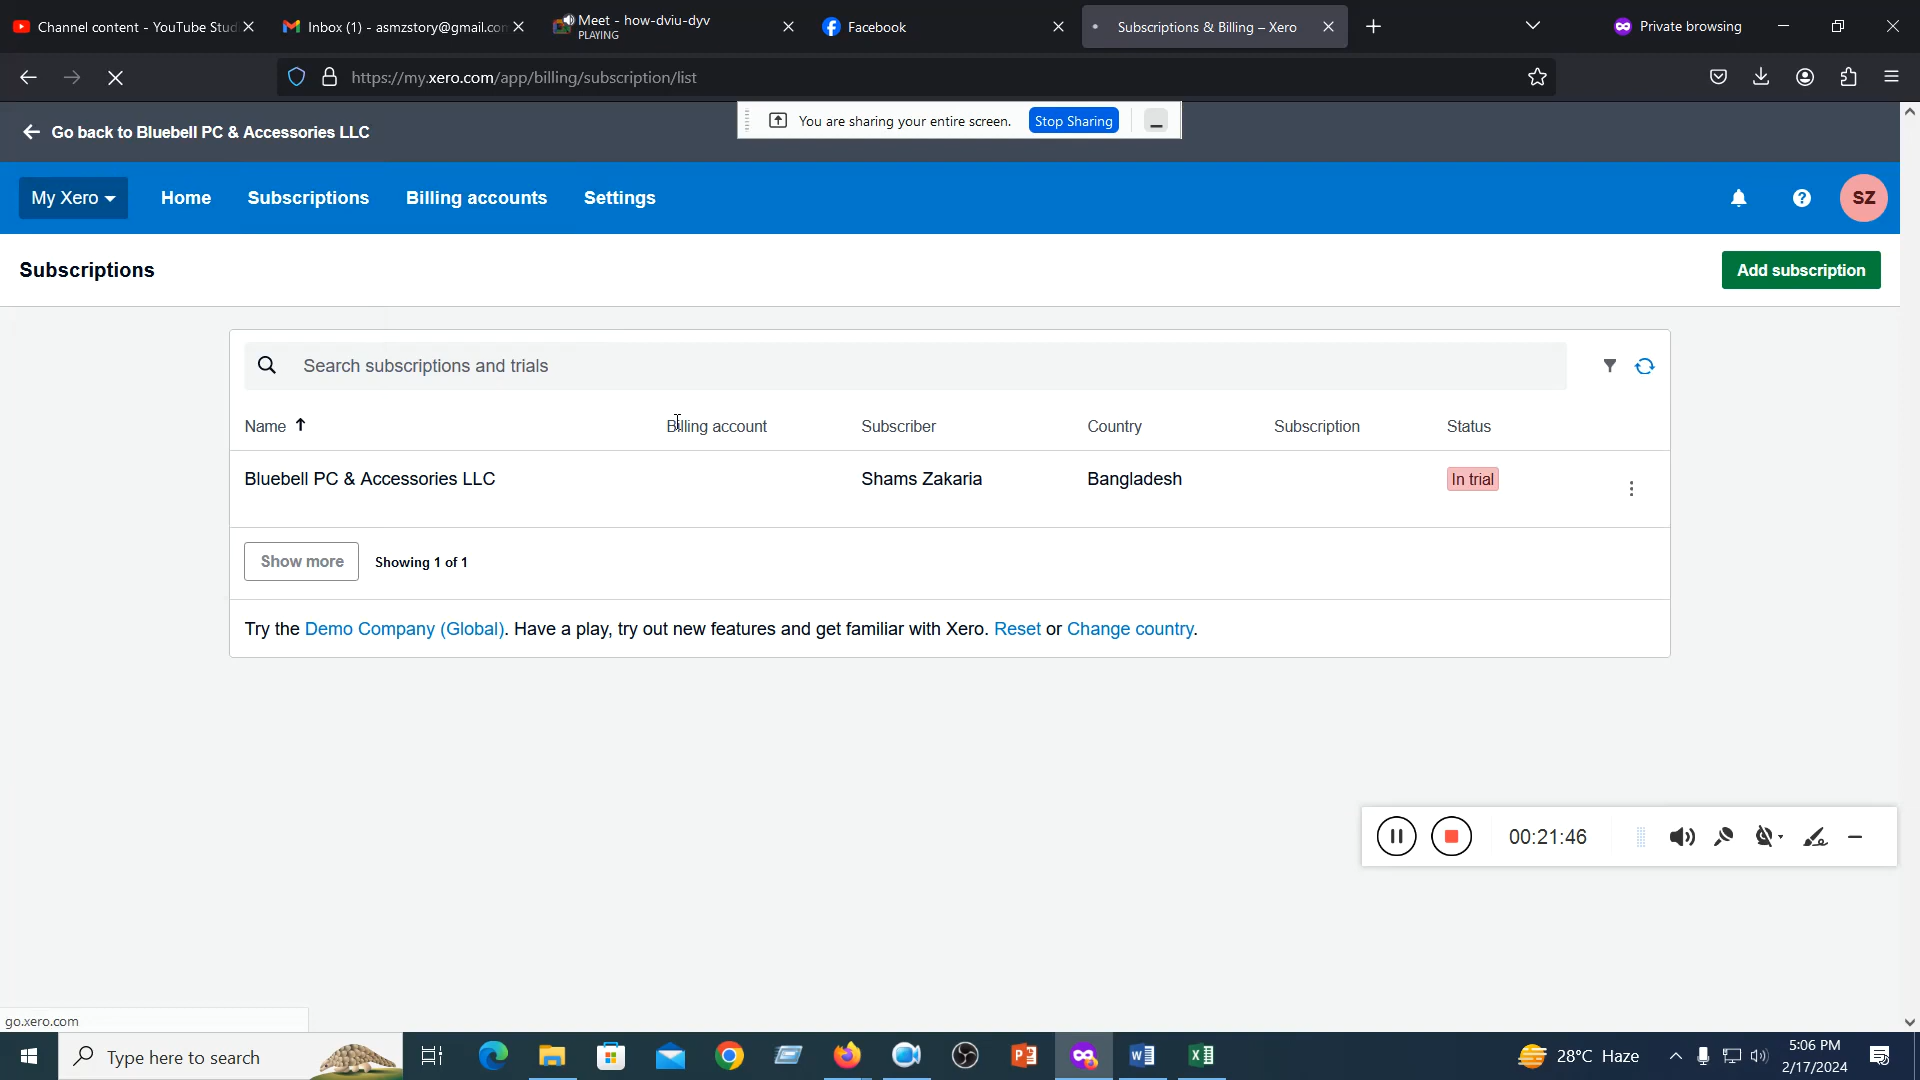 Channel content - YouTube Stud
Inbox (1) - asmzstory@gmail.com
Meet - how-dviu-dyv
PLAYING
Facebook
Subscriptions & Billing – Xero
Private browsing
https://my.xero.com/app/billing/subscription/list
Go back to Bluebell PC & Accessories LLC
You are sharing your entire screen.
Stop Sharing
My Xero
Home
Subscriptions
Billing accounts
Settings
SZ
Subscriptions
Add subscription
Search subscriptions and trials
Name
Billing account
Subscriber
Country
Subscription
Status
Bluebell PC & Accessories LLC
Shams Zakaria
Bangladesh
In trial
Show more
Showing 1 of 1
Try the Demo Company (Global). Have a play, try out new features and get familiar with Xero. Reset or Change country.
00:21:46
go.xero.com
Type here to search
28°C Haze
5:06 PM
2/17/2024